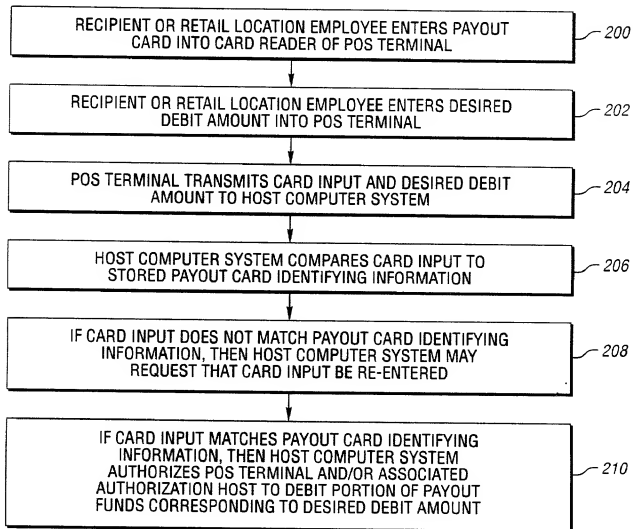 RECIPIENT OR RETAIL LOCATION EMPLOYEE ENTERS PAYOUT
CARD INTO CARD READER OF POS TERMINAL
200
RECIPIENT OR RETAIL LOCATION EMPLOYEE ENTERS DESIRED
DEBIT AMOUNT INTO POS TERMINAL
202
POS TERMINAL TRANSMITS CARD INPUT AND DESIRED DEBIT
AMOUNT TO HOST COMPUTER SYSTEM
204
HOST COMPUTER SYSTEM COMPARES CARD INPUT TO
STORED PAYOUT CARD IDENTIFYING INFORMATION
206
IF CARD INPUT DOES NOT MATCH PAYOUT CARD IDENTIFYING
INFORMATION, THEN HOST COMPUTER SYSTEM MAY
REQUEST THAT CARD INPUT BE RE-ENTERED
208
IF CARD INPUT MATCHES PAYOUT CARD IDENTIFYING
INFORMATION, THEN HOST COMPUTER SYSTEM
AUTHORIZES POS TERMINAL AND/OR ASSOCIATED
AUTHORIZATION HOST TO DEBIT PORTION OF PAYOUT
FUNDS CORRESPONDING TO DESIRED DEBIT AMOUNT
210